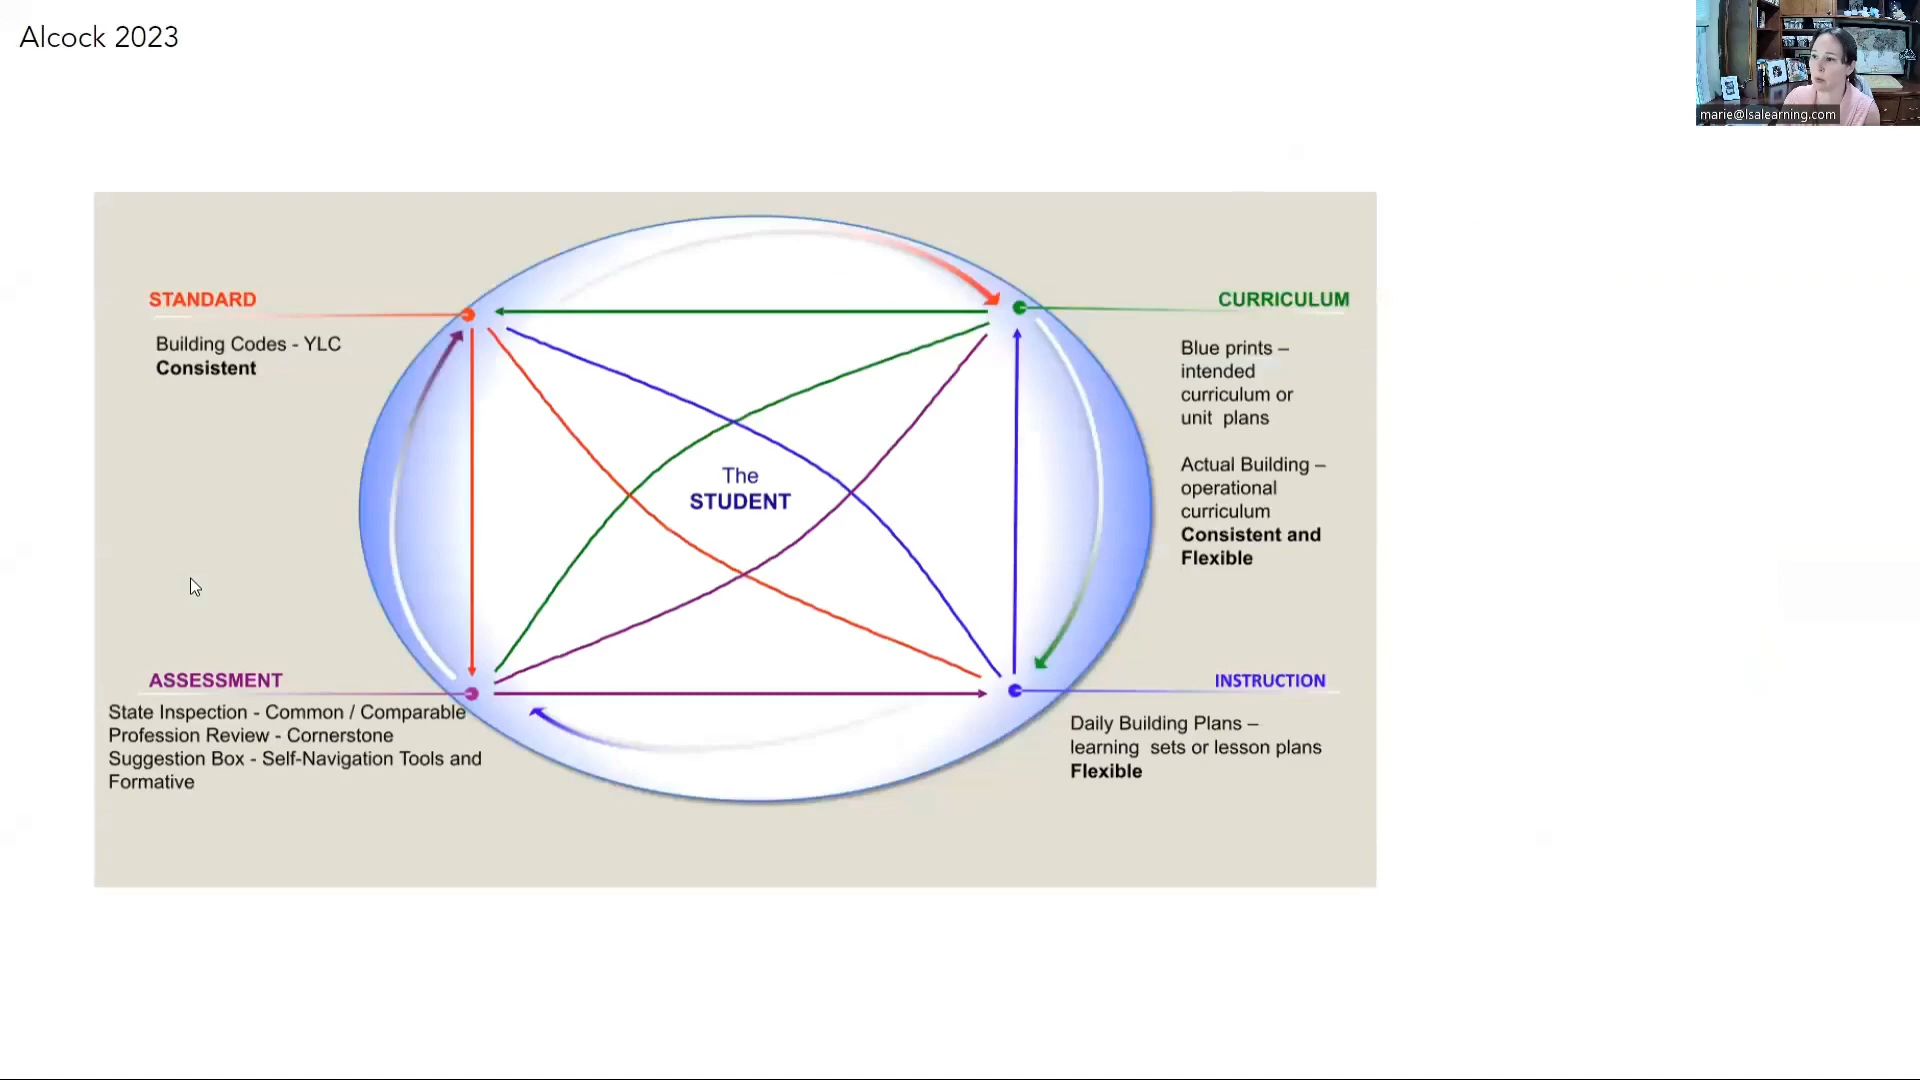 Alcock 2023
marie@lsalearning.com
STANDARD
Building Codes - YLC
Consistent
CURRICULUM
Blue prints –
intended
curriculum or
unit plans
Actual Building –
operational
curriculum
Consistent and
Flexible
The
STUDENT
ASSESSMENT
State Inspection - Common / Comparable
Profession Review - Cornerstone
Suggestion Box - Self-Navigation Tools and
Formative
INSTRUCTION
Daily Building Plans –
learning sets or lesson plans
Flexible